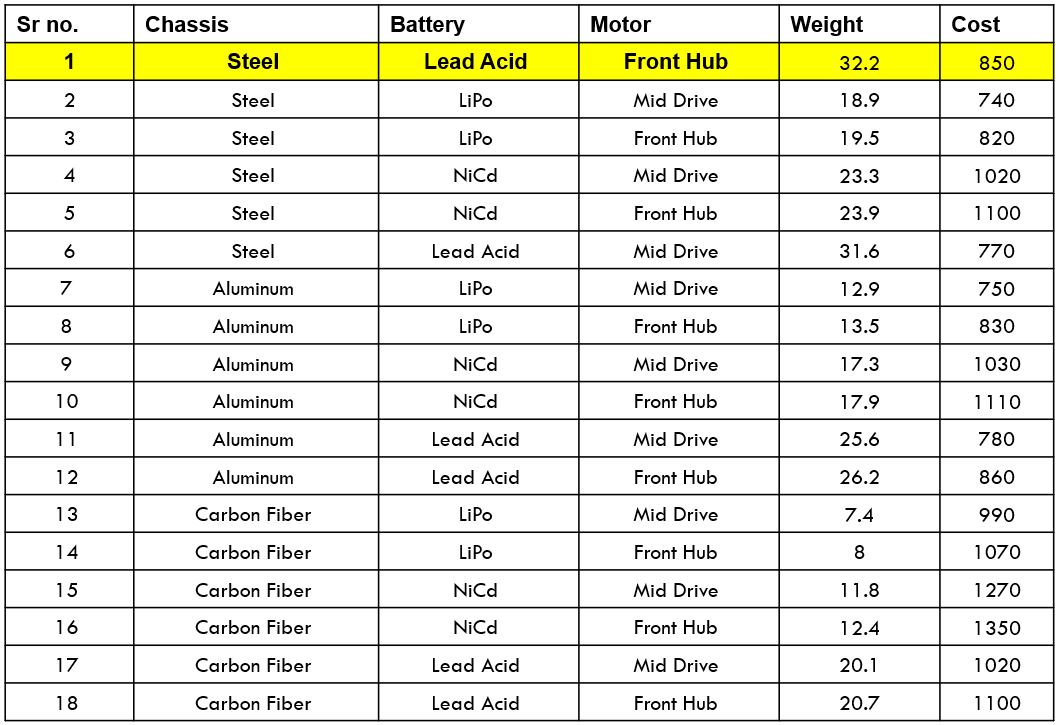 Sr no. Chassis Battery Motor Weight Cost
1 Steel Lead Acid Front Hub 32.2 850
2 Steel LiPo Mid Drive 18.9 740
3 Steel LiPo Front Hub 19.5 820
4 Steel NiCd Mid Drive 23.3 1020
5 Steel NiCd Front Hub 23.9 1100
6 Steel Lead Acid Mid Drive 31.6 770
7 Aluminum LiPo Mid Drive 12.9 750
8 Aluminum LiPo Front Hub 13.5 830
9 Aluminum NiCd Mid Drive 17.3 1030
10 Aluminum NiCd Front Hub 17.9 1110
11 Aluminum Lead Acid Mid Drive 25.6 780
12 Aluminum Lead Acid Front Hub 26.2 860
13 Carbon Fiber LiPo Mid Drive 7.4 990
14 Carbon Fiber LiPo Front Hub 8 1070
15 Carbon Fiber NiCd Mid Drive 11.8 1270
16 Carbon Fiber NiCd Front Hub 12.4 1350
17 Carbon Fiber Lead Acid Mid Drive 20.1 1020
18 Carbon Fiber Lead Acid Front Hub 20.7 1100